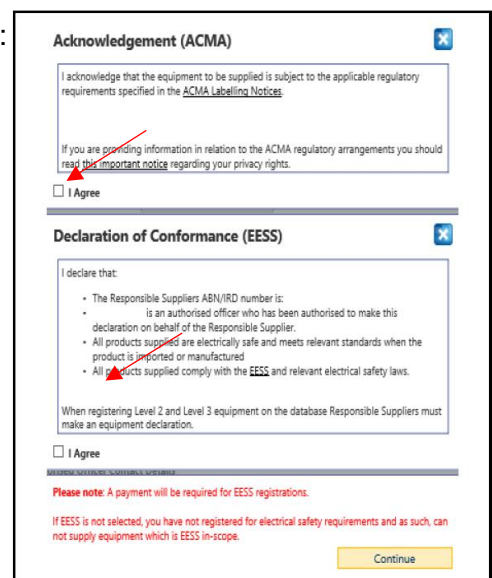 :
Acknowledgement (ACMA)
I acknowledge that the equipment to be supplied is subject to the applicable regulatory
requirements specified in the ACMA Labelling Notices.
If you are providing information in relation to the ACMA regulatory arrangements you should
read this important notice regarding your privacy rights.
I Agree
Declaration of Conformance (EESS)
I declare that:
• The Responsible Suppliers ABN/IRD number is:
• is an authorised officer who has been authorised to make this
declaration on behalf of the Responsible Supplier.
• All products supplied are electrically safe and meets relevant standards when the
product is imported or manufactured
• All products supplied comply with the EESS and relevant electrical safety laws.
When registering Level 2 and Level 3 equipment on the database Responsible Suppliers must
make an equipment declaration.
I Agree
Officer Contact Details
Please note: A payment will be required for EESS registrations.
If EESS is not selected, you have not registered for electrical safety requirements and as such, can
not supply equipment which is EESS in-scope.
Continue